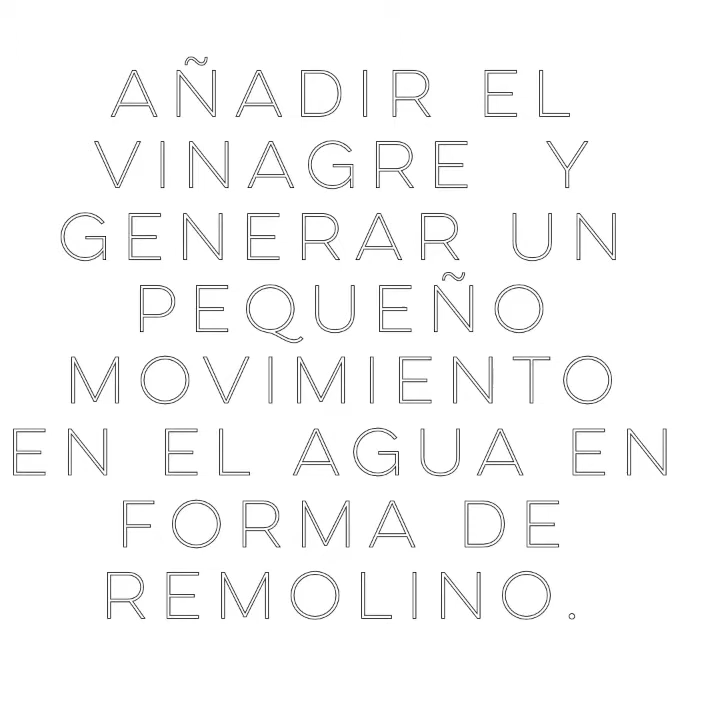 AÑADIR EL
VINAGRE Y
GENERAR UN
PEQUEÑO
MOVIMIENTO
EN EL AGUA EN
FORMA DE
REMOLINO.